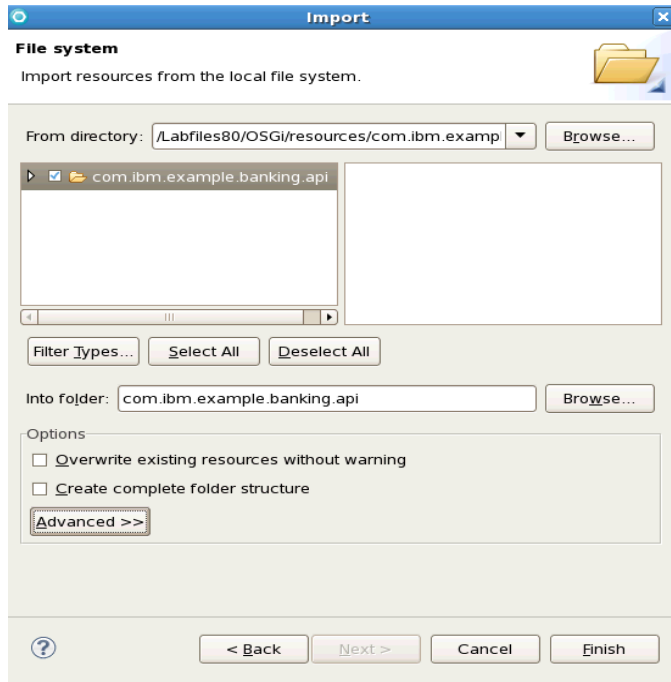 Import
File system
Import resources from the local file system.
From directory: /Labfiles80/OSGi/resources/com.ibm.exampl Browse...
com.ibm.example.banking.api
Filter Types... Select All Deselect All
Into folder: com.ibm.example.banking.api Browse...
Options
Overwrite existing resources without warning
Create complete folder structure
Advanced >>
< Back Next > Cancel Finish